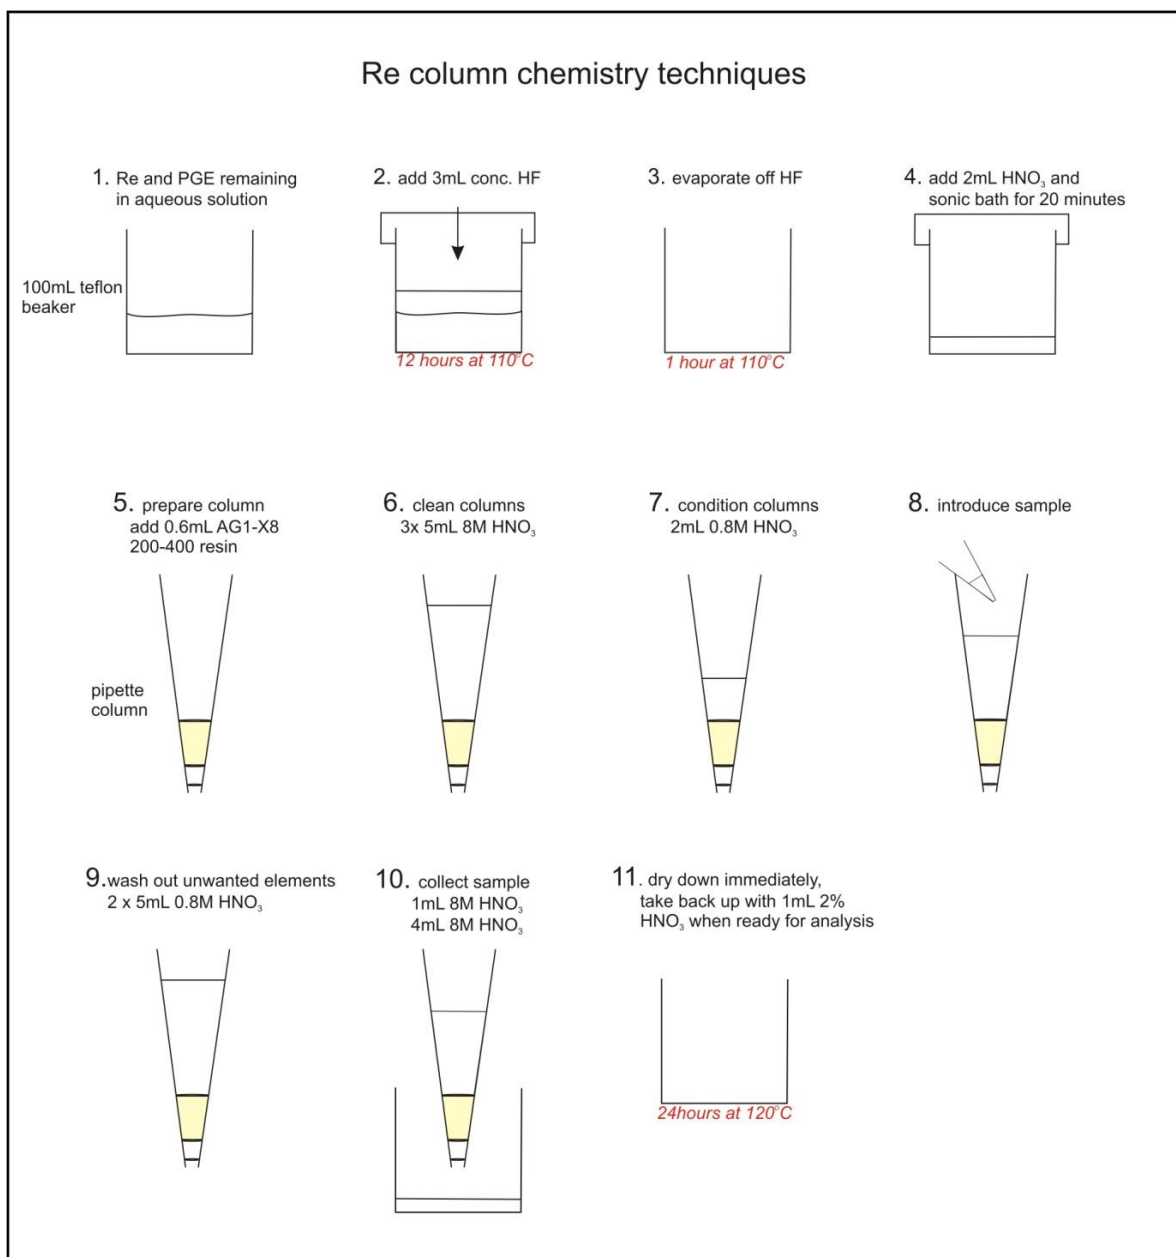 Re column chemistry techniques
1. Re and PGE remaining
in aqueous solution
100mL teflon
beaker
2. add 3mL conc. HF
12 hours at 110°C
3. evaporate off HF
1 hour at 110°C
4. add 2mL HNO₃ and
sonic bath for 20 minutes
5. prepare column
add 0.6mL AG1-X8
200-400 resin
pipette
column
6. clean columns
3x 5mL 8M HNO₃
7. condition columns
2mL 0.8M HNO₃
8. introduce sample
9.wash out unwanted elements
2 x 5mL 0.8M HNO₃
10. collect sample
1mL 8M HNO₃
4mL 8M HNO₃
11. dry down immediately,
take back up with 1mL 2%
HNO₃ when ready for analysis
24hours at 120°C